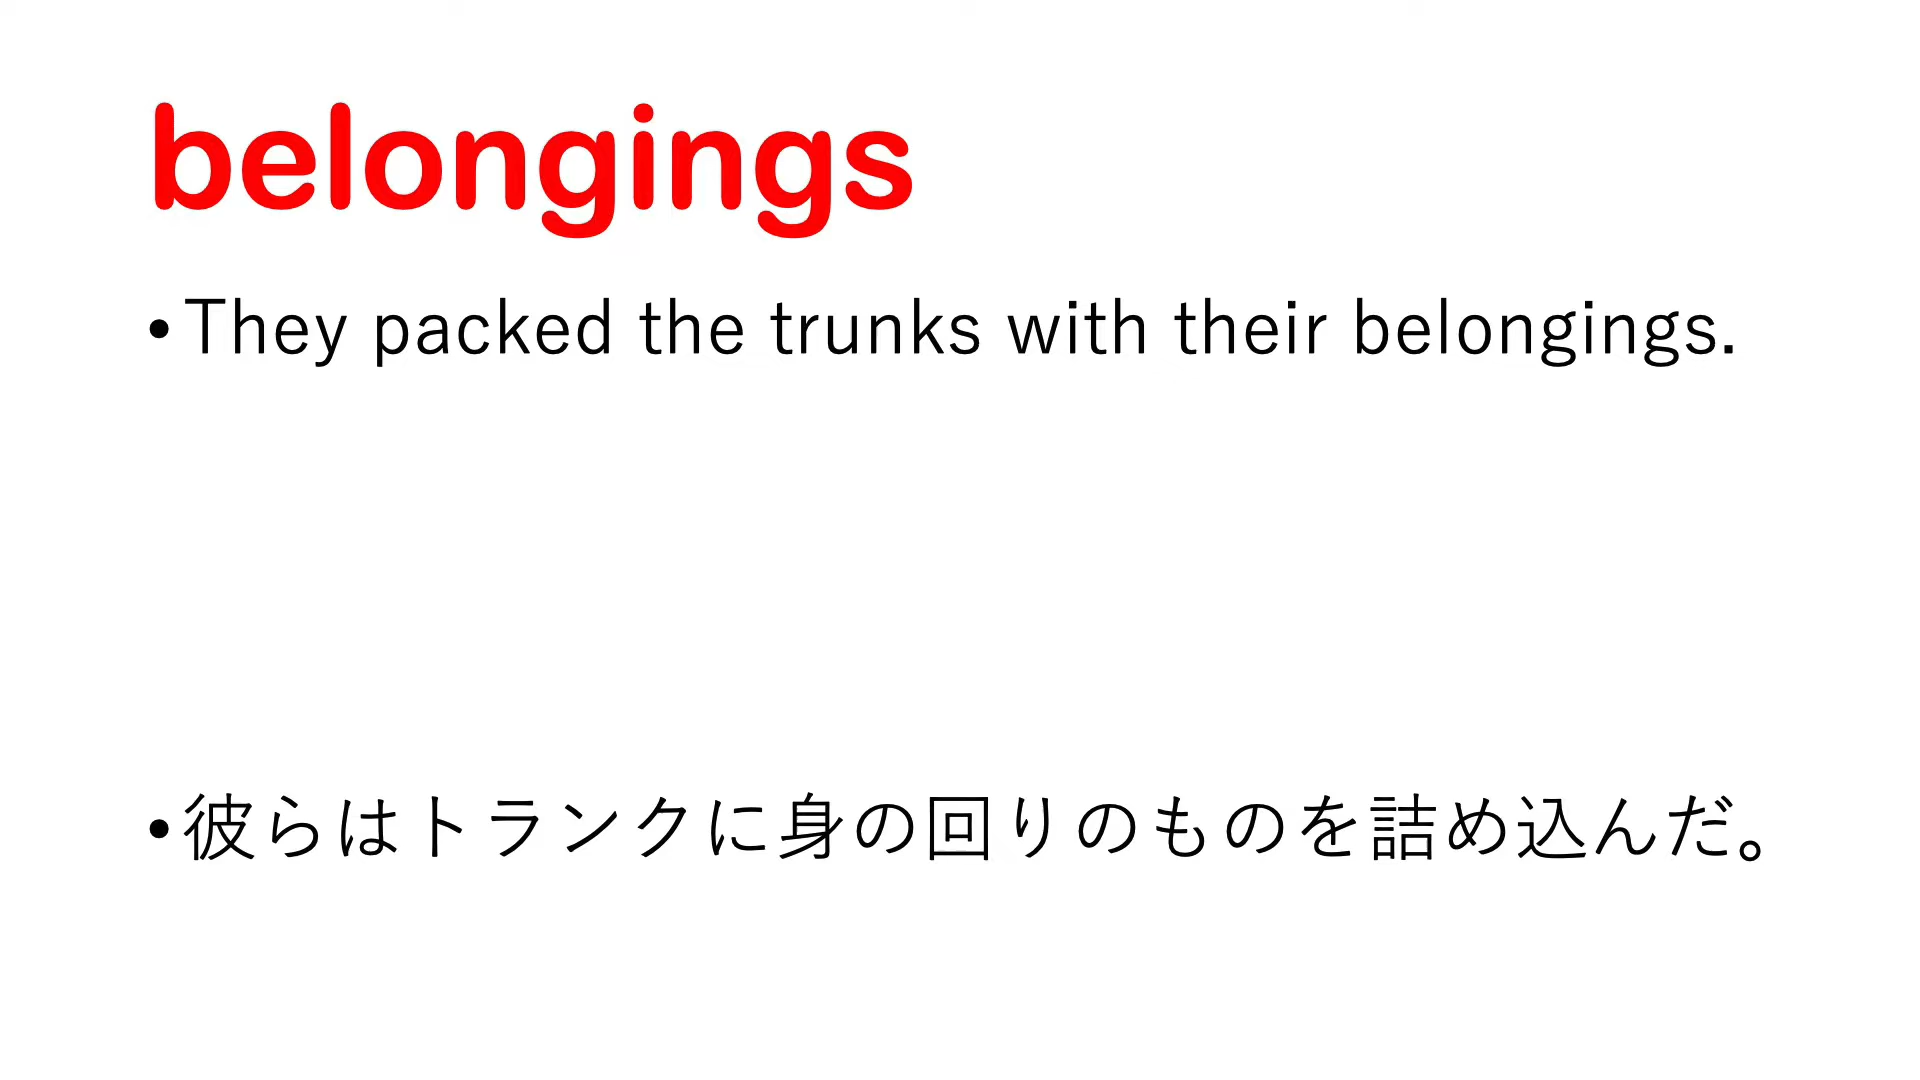 belongings
• They packed the trunks with their belongings.
• 彼らはトランクに身の回りのものを詰め込んだ。